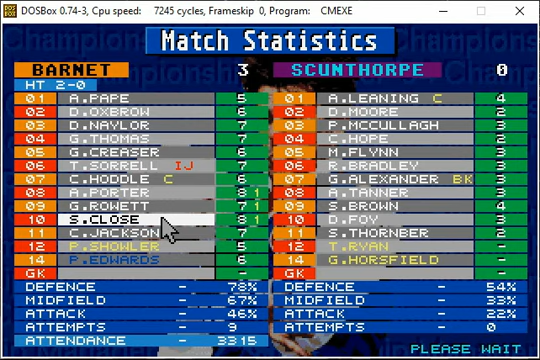 DOSBox 0.74-3, Cpu speed: 7245 cycles, Frameskip 0, Program: CMEXE
Match Statistics
BARNET 3 SCUNTHORPE 0
HT 2-0
01 A.PAPE 5 01 A.LEANING C 4
02 D.OXBROW 6 02 D.MOORE 2
03 D.NAYLOR 7 03 P.MCCULLAGH 3
04 G.THOMAS 7 04 C.HOPE 2
05 G.CREASER 6 05 M.FLYNN 3
06 T.SORRELL IJ 6 06 R.BRADLEY 2
07 C.HODDLE C 7 07 G.ALEXANDER BK 3
08 A.PORTER 8 1 08 A.TANNER 3
09 G.ROWETT 7 1 09 S.BROWN 4
10 S.CLOSE 8 1 10 D.FOY 3
11 C.JACKSON 7 11 S.THORNBER 2
12 P.SHOWLER 5 12 T.RYAN -
14 P.EDWARDS 6 14 G.HORSFIELD -
GK - GK -
DEFENCE - 78% DEFENCE - 54%
MIDFIELD - 67% MIDFIELD - 33%
ATTACK - 46% ATTACK - 22%
ATTEMPTS - 9 ATTEMPTS - 0
ATTENDANCE - 3315 PLEASE WAIT